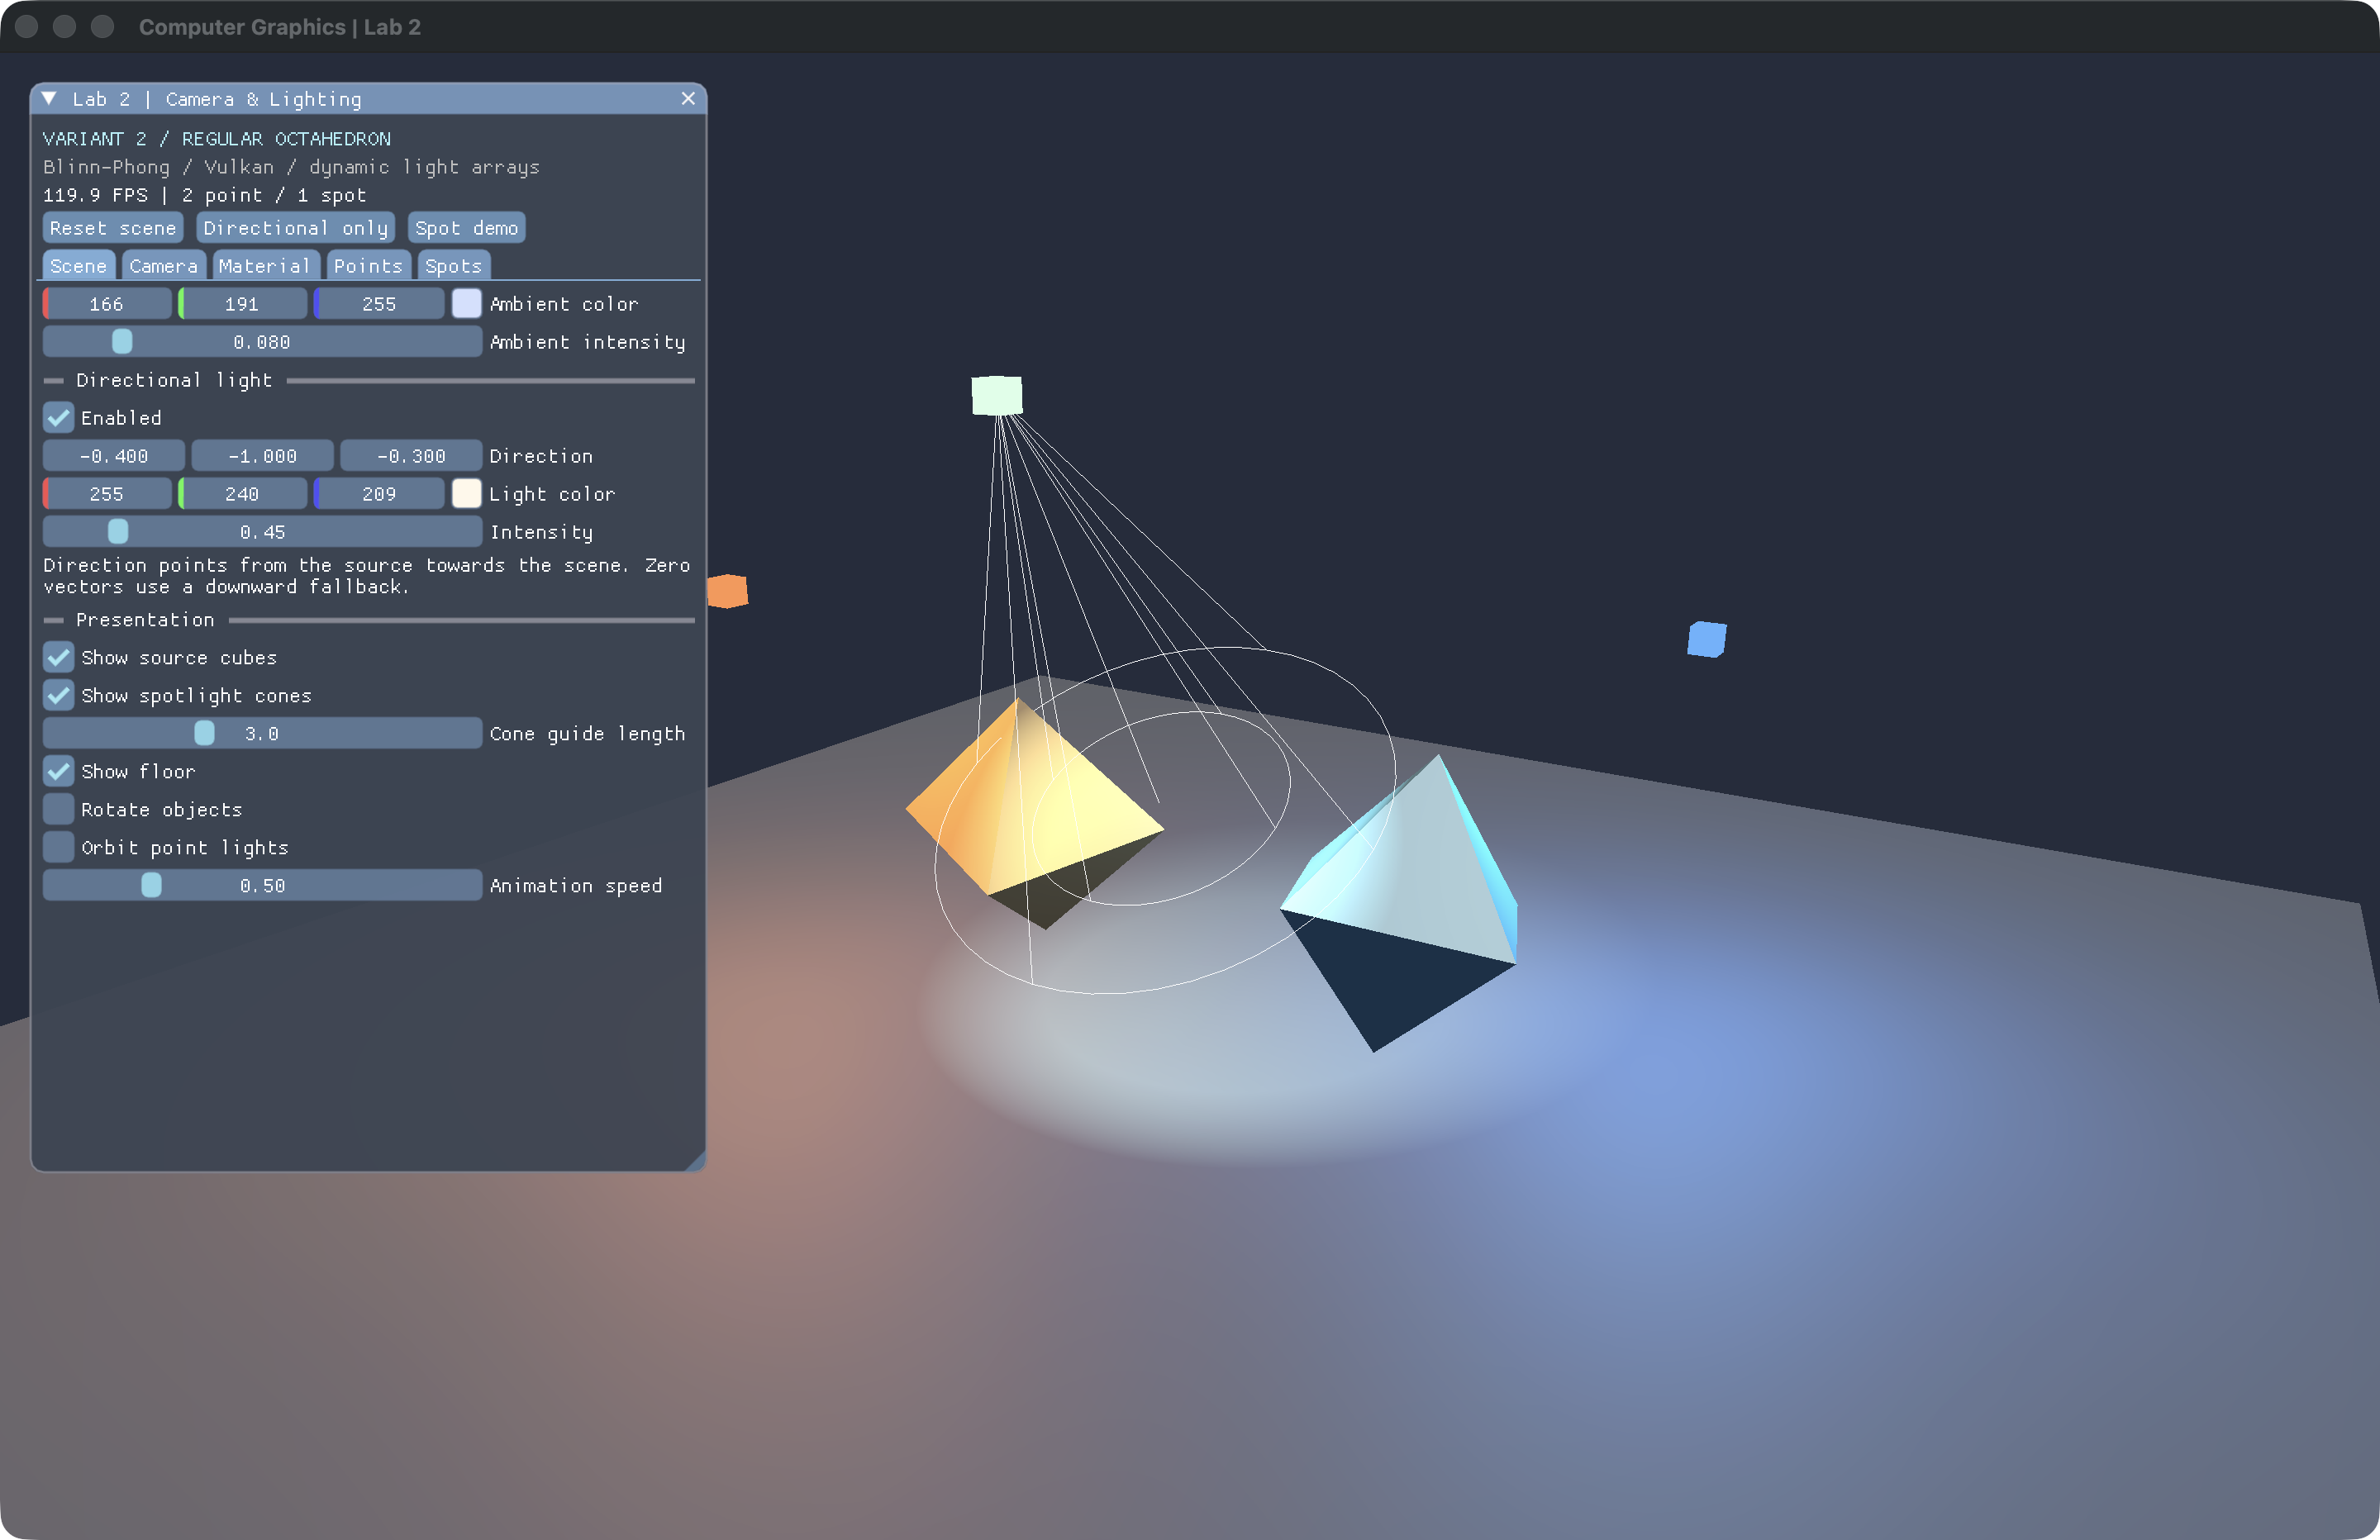 Computer Graphics | Lab 2
Lab 2 | Camera & Lighting
VARIANT 2 / REGULAR OCTAHEDRON
Blinn-Phong / Vulkan / dynamic light arrays
119.9 FPS | 2 point / 1 spot
Reset scene Directional only Spot demo
Scene Camera Material Points Spots
166 191 255 Ambient color
0.080 Ambient intensity
Directional light
Enabled
-0.400 -1.000 -0.300 Direction
255 240 209 Light color
0.45 Intensity
Direction points from the source towards the scene. Zero
vectors use a downward fallback.
Presentation
Show source cubes
Show spotlight cones
3.0 Cone guide length
Show floor
Rotate objects
Orbit point lights
0.50 Animation speed